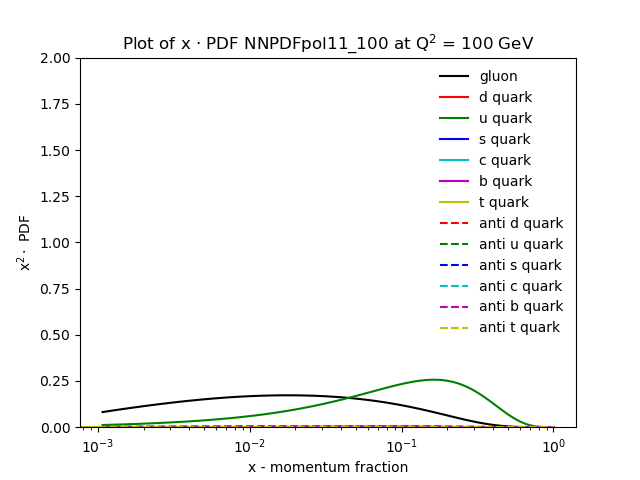 Plot of x · PDF NNPDFpol11_100 at Q² = 100 GeV
2.00
1.75
1.50
1.25
1.00
0.75
0.50
0.25
0.00
x² · PDF
gluon
d quark
u quark
s quark
c quark
b quark
t quark
anti d quark
anti u quark
anti s quark
anti c quark
anti b quark
anti t quark
10⁻³ 10⁻² 10⁻¹ 10⁰
x - momentum fraction